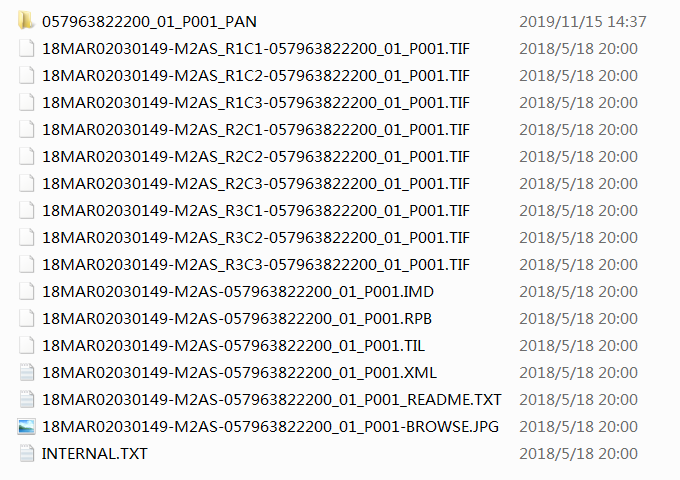 057963822200_01_P001_PAN 2019/11/15 14:37
18MAR02030149-M2AS_R1C1-057963822200_01_P001.TIF 2018/5/18 20:00
18MAR02030149-M2AS_R1C2-057963822200_01_P001.TIF 2018/5/18 20:00
18MAR02030149-M2AS_R1C3-057963822200_01_P001.TIF 2018/5/18 20:00
18MAR02030149-M2AS_R2C1-057963822200_01_P001.TIF 2018/5/18 20:00
18MAR02030149-M2AS_R2C2-057963822200_01_P001.TIF 2018/5/18 20:00
18MAR02030149-M2AS_R2C3-057963822200_01_P001.TIF 2018/5/18 20:00
18MAR02030149-M2AS_R3C1-057963822200_01_P001.TIF 2018/5/18 20:00
18MAR02030149-M2AS_R3C2-057963822200_01_P001.TIF 2018/5/18 20:00
18MAR02030149-M2AS_R3C3-057963822200_01_P001.TIF 2018/5/18 20:00
18MAR02030149-M2AS-057963822200_01_P001.IMD 2018/5/18 20:00
18MAR02030149-M2AS-057963822200_01_P001.RPB 2018/5/18 20:00
18MAR02030149-M2AS-057963822200_01_P001.TIL 2018/5/18 20:00
18MAR02030149-M2AS-057963822200_01_P001.XML 2018/5/18 20:00
18MAR02030149-M2AS-057963822200_01_P001_README.TXT 2018/5/18 20:00
18MAR02030149-M2AS-057963822200_01_P001-BROWSE.JPG 2018/5/18 20:00
INTERNAL.TXT 2018/5/18 20:00